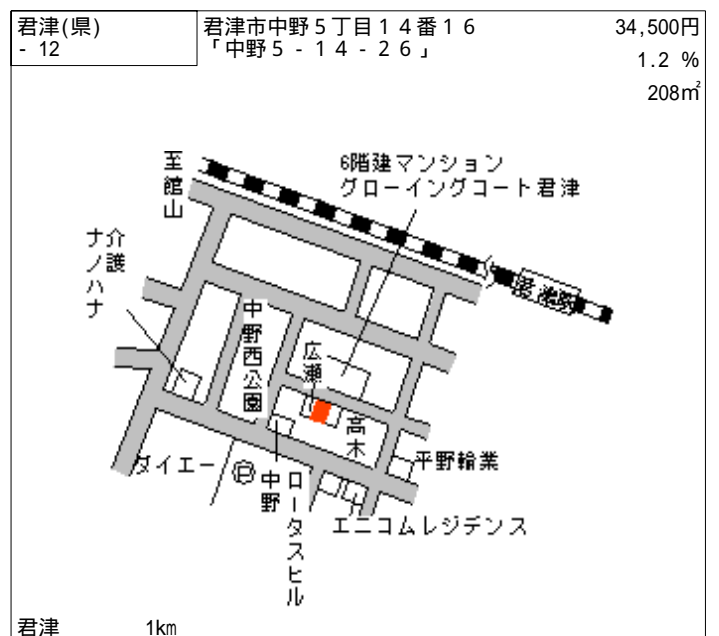 君津(県)
- 12
君津市中野５丁目１４番１６
「中野５－１４－２６」
34,500円
1.2 %
208㎡
至館山
6階建マンション
グローイングコート君津
君津駅
介護
ナノハナ
中野西公園
広瀬
高木
平野輪業
ダイエー
Ⓟ
中野
ロータスヒル
エニコムレジデンス
君津
1km